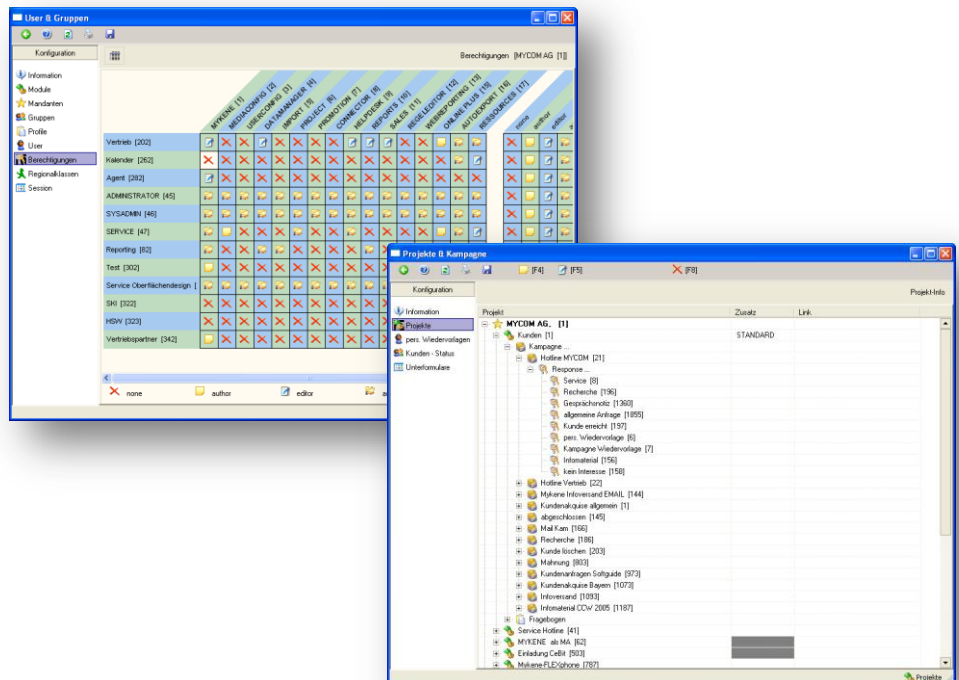 User & Gruppen
Konfiguration
Berechtigungen [MYCOM AG [1]]
Information
Module
Mandanten
Gruppen
Profile
User
Berechtigungen
Regionalklassen
Session
MYKENE [1]
MEDIACONFIG [2]
USERCONFIG [3]
DATAMANAGER [4]
IMPORT [5]
PROJECT [6]
PROMOTION [7]
CONNECTOR [8]
HELPDESK [9]
REPORTS [10]
SALES [11]
REGELEDITOR [12]
WEBREPORTING [13]
ONLINE PLUS [15]
AUTOEXPORT [16]
RESSOURCES [17]
none
author
editor
Vertrieb [202]
Kalender [262]
Agent [282]
ADMINISTRATOR [45]
SYSADMIN [46]
SERVICE [47]
Reporting [82]
Test [302]
Service Oberflächendesign [
SKI [322]
HSW [323]
Vertriebspartner [342]
none
author
editor
Projekte & Kampagne
[F4]
[F5]
[F8]
Konfiguration
Projekt-Info
Information
Projekte
pers. Wiedervorlagen
Kunden - Status
Unterformulare
Projekt Zusatz Link
MYCOM AG, [1]
Kunden [1] STANDARD
Kampagne ...
Hotline MYCOM [21]
Response ...
Service [8]
Recherche [196]
Gesprächsnotiz [1360]
allgemeine Anfrage [1855]
Kunde erreicht [197]
pers. Wiedervorlage [6]
Kampagne Wiedervorlage [7]
Infomaterial [156]
kein Interesse [158]
Hotline Vertrieb [22]
Mykene Infoversand EMAIL [144]
Kundenakquise allgemein [1]
abgeschlossen [145]
Mail Kam [166]
Recherche [186]
Kunde löschen [203]
Mahnung [803]
Kundenanfragen Softguide [973]
Kundenakquise Bayern [1073]
Infoversand [1093]
Infomaterial CCW 2005 [1187]
Fragebogen
Service Hotline [41]
MYKENE als MA [62]
Einladung CeBit [503]
Mykene-FLEXphone [787]
Projekte